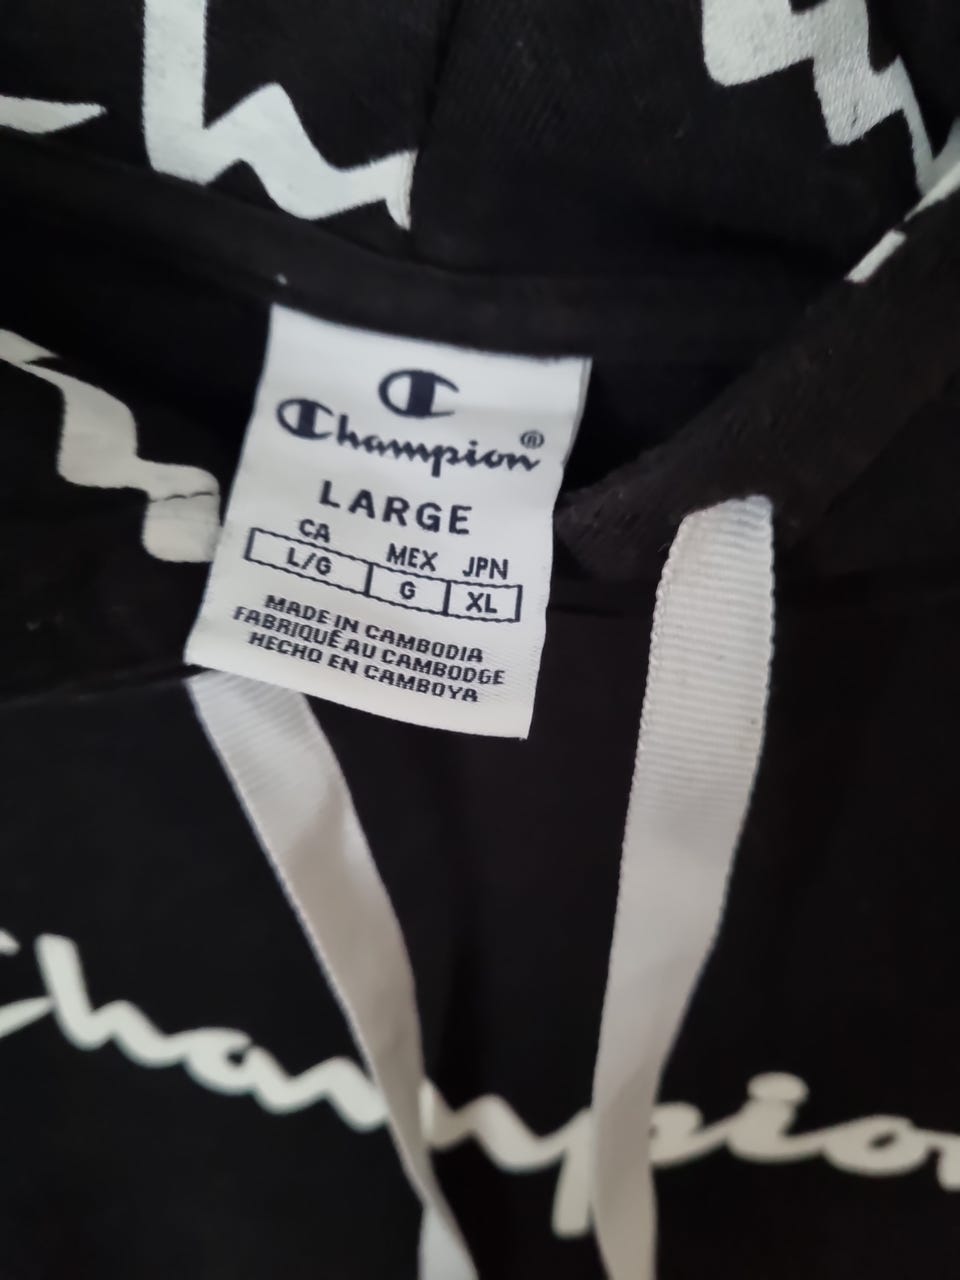 Champion®
LARGE
CA MEX JPN
L/G G XL
MADE IN CAMBODIA
FABRIQUÉ AU CAMBODGE
HECHO EN CAMBOYA
Champion